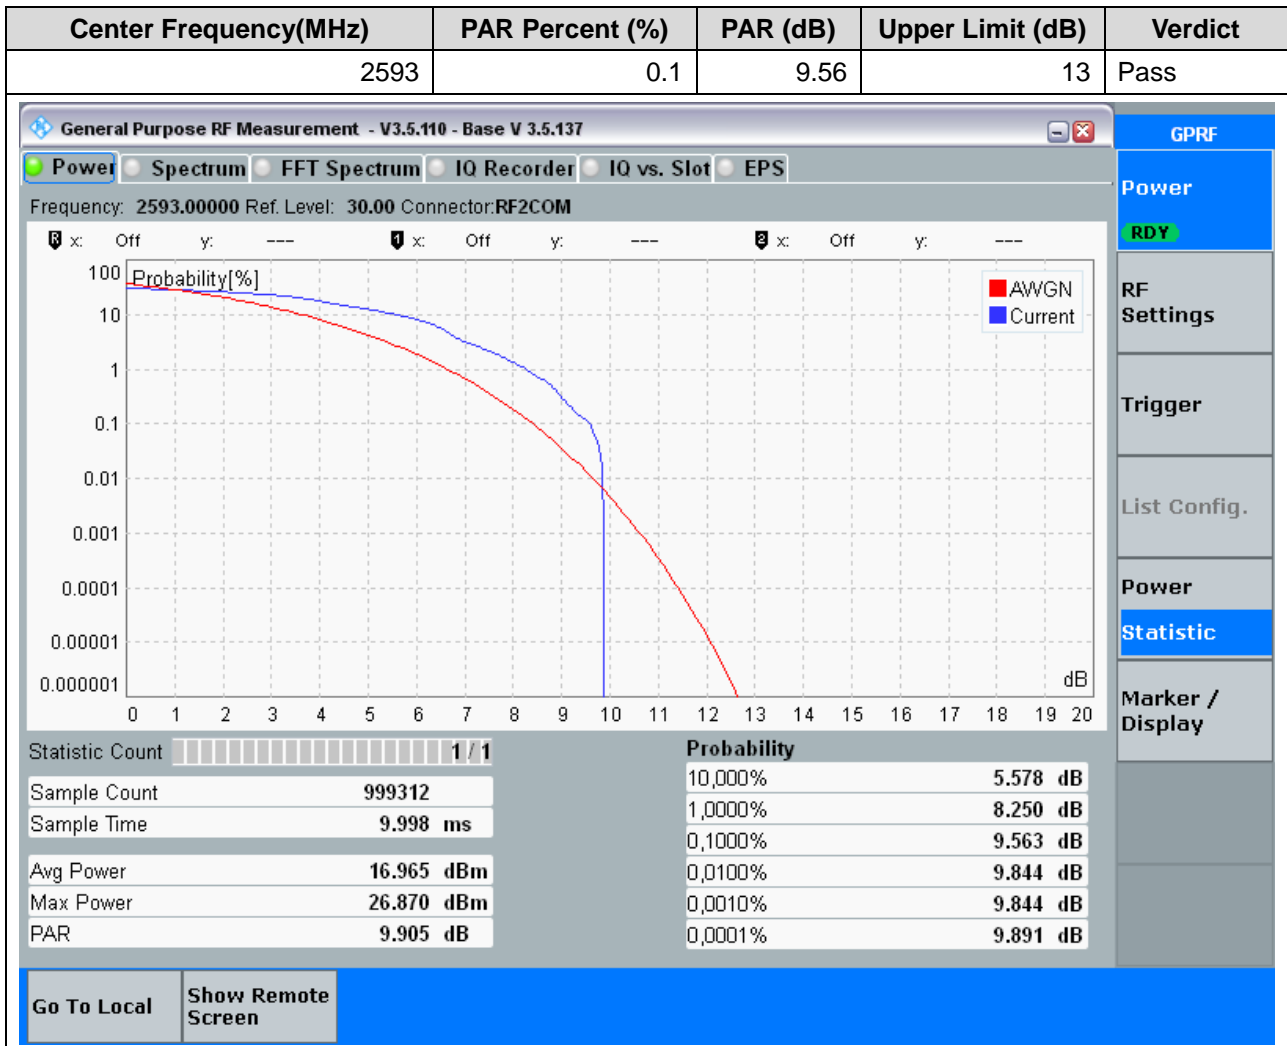 Center Frequency(MHz) PAR Percent (%) PAR (dB) Upper Limit (dB) Verdict
2593 0.1 9.56 13 Pass
General Purpose RF Measurement - V3.5.110 - Base V 3.5.137
GPRF
Power Spectrum FFT Spectrum IQ Recorder IQ vs. Slot EPS
Frequency: 2593.00000 Ref. Level: 30.00 Connector:RF2COM
R x: Off y: --- 1 x: Off y: --- 2 x: Off y: ---
Probability[%]
AWGN
Current
100
10
1
0.1
0.01
0.001
0.0001
0.00001
0.000001
dB
0 1 2 3 4 5 6 7 8 9 10 11 12 13 14 15 16 17 18 19 20
Statistic Count 1 / 1
Sample Count 999312
Sample Time 9.998 ms
Avg Power 16.965 dBm
Max Power 26.870 dBm
PAR 9.905 dB
Probability
10,000% 5.578 dB
1,0000% 8.250 dB
0,1000% 9.563 dB
0,0100% 9.844 dB
0,0010% 9.844 dB
0,0001% 9.891 dB
Power
RDY
RF
Settings
Trigger
List Config.
Power
Statistic
Marker /
Display
Go To Local
Show Remote
Screen